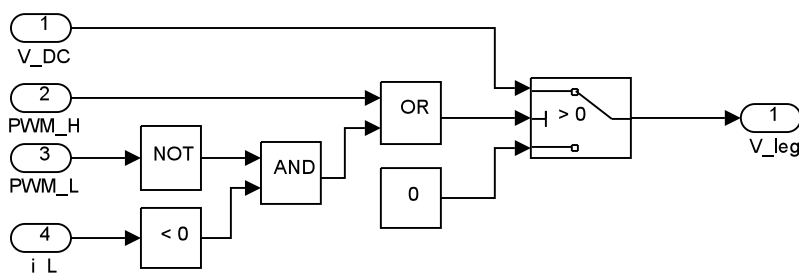 1
V_DC
2
PWM_H
3
PWM_L
4
i_L
NOT
< 0
AND
OR
0
> 0
1
V_leg